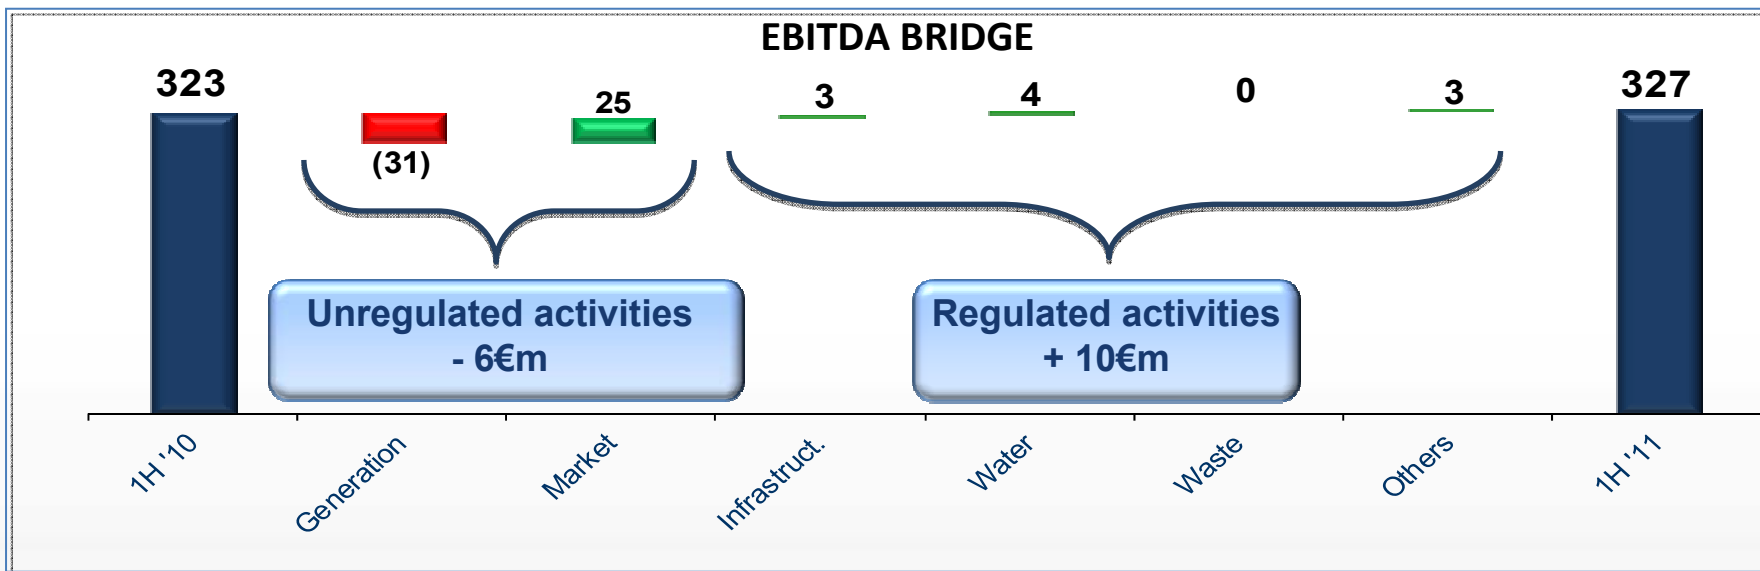 EBITDA BRIDGE
323
(31)
25
3
4
0
3
327
Unregulated activities
- 6€m
Regulated activities
+ 10€m
1H '10
Generation
Market
Infrastruct.
Water
Waste
Others
1H '11